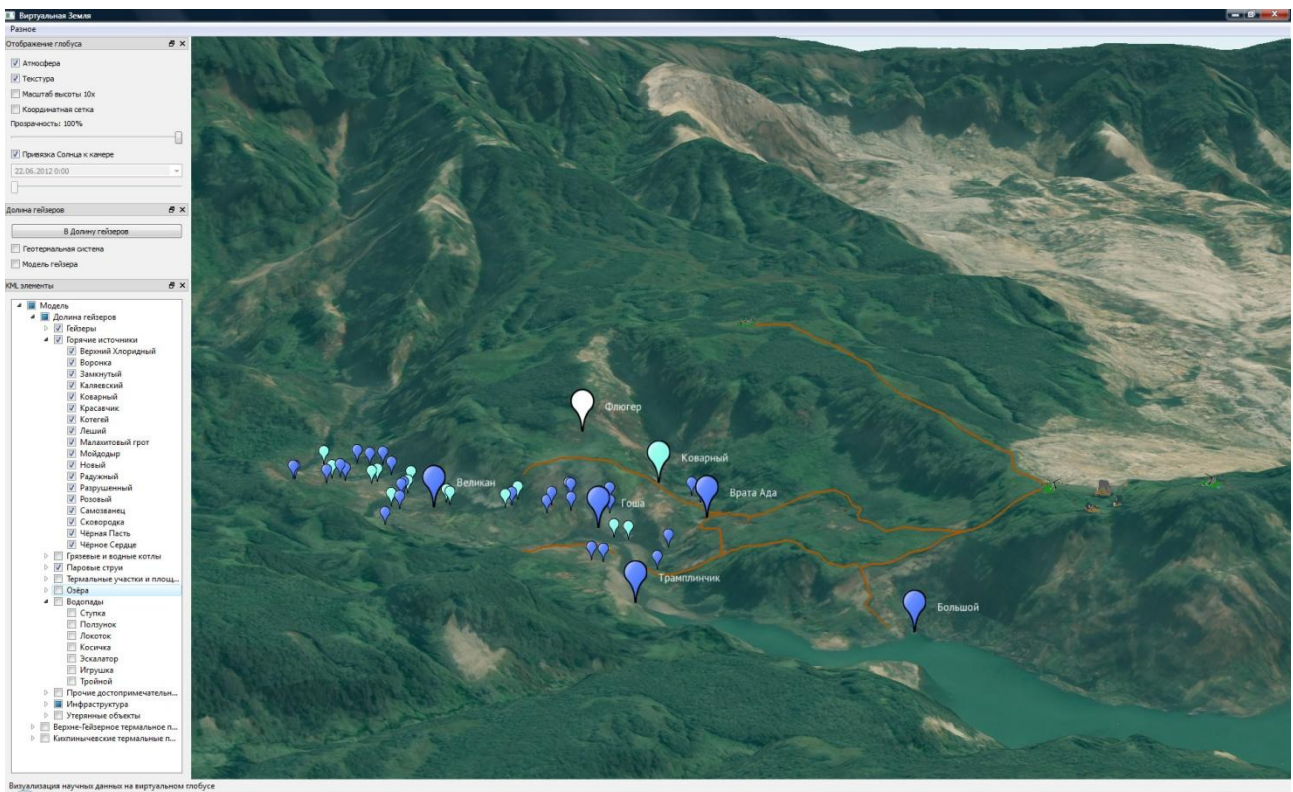 Виртуальная Земля
Разное
Отображение глобуса
Атмосфера
Текстура
Масштаб высоты 10x
Координатная сетка
Прозрачность: 100%
Привязка Солнца к камере
22.06.2012 0:00
Долина гейзеров
В Долину гейзеров
Геотермальная система
Модель гейзера
KML элементы
Модель
Долина гейзеров
Гейзеры
Горячие источники
Верхний Хлоридный
Воронка
Замкнутый
Каляевский
Коварный
Красавчик
Котегей
Леший
Малахитовый грот
Мойдодыр
Новый
Радужный
Разрушенный
Розовый
Самозванец
Сковородка
Чёрная Пасть
Чёрное Сердце
Грязевые и водные котлы
Паровые струи
Термальные участки и площ...
Озёра
Водопады
Ступка
Ползунок
Локоток
Косичка
Эскалатор
Игрушка
Тройной
Прочие достопримечательн...
Инфраструктура
Утерянные объекты
Верхне-Гейзерное термальное п...
Кихпинычевские термальные п...
Флюгер
Коварный
Великан
Врата Ада
Гоша
Трамплинчик
Большой
Визуализация научных данных на виртуальном глобусе